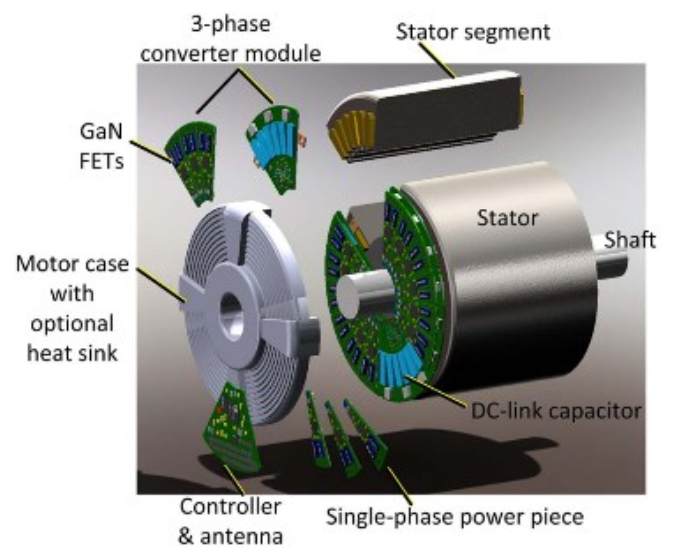 3-phase
converter module
Stator segment
GaN
FETs
Stator
Shaft
Motor case
with
optional
heat sink
DC-link capacitor
Controller
& antenna
Single-phase power piece